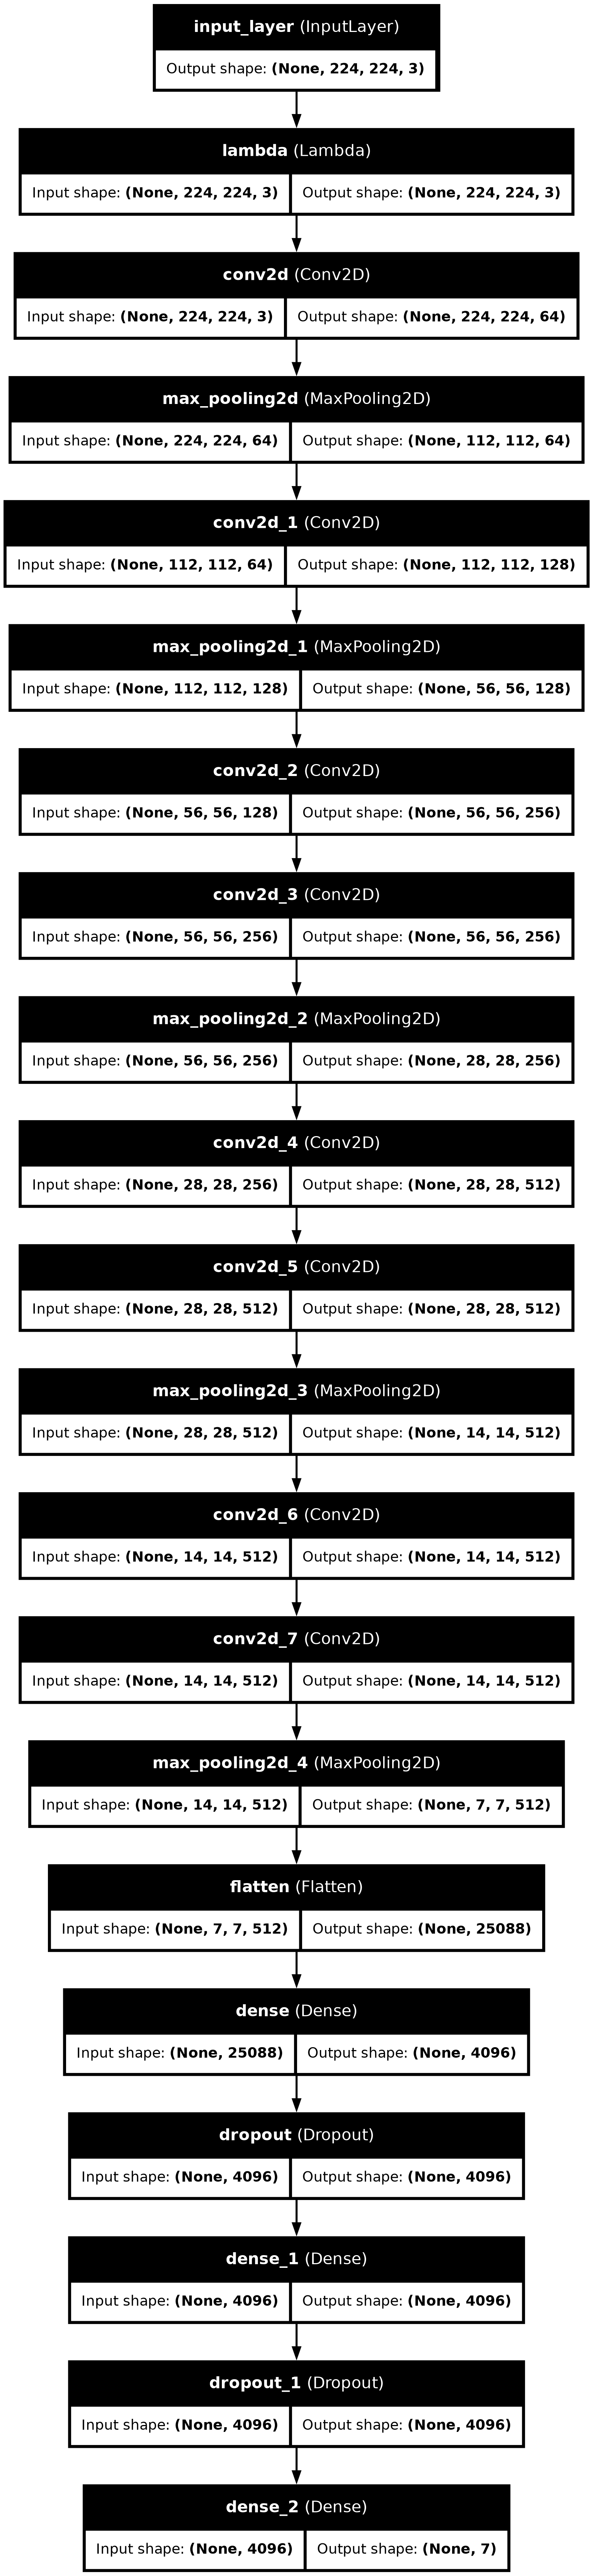 input_layer (InputLayer)
Output shape: (None, 224, 224, 3)
lambda (Lambda)
Input shape: (None, 224, 224, 3) Output shape: (None, 224, 224, 3)
conv2d (Conv2D)
Input shape: (None, 224, 224, 3) Output shape: (None, 224, 224, 64)
max_pooling2d (MaxPooling2D)
Input shape: (None, 224, 224, 64) Output shape: (None, 112, 112, 64)
conv2d_1 (Conv2D)
Input shape: (None, 112, 112, 64) Output shape: (None, 112, 112, 128)
max_pooling2d_1 (MaxPooling2D)
Input shape: (None, 112, 112, 128) Output shape: (None, 56, 56, 128)
conv2d_2 (Conv2D)
Input shape: (None, 56, 56, 128) Output shape: (None, 56, 56, 256)
conv2d_3 (Conv2D)
Input shape: (None, 56, 56, 256) Output shape: (None, 56, 56, 256)
max_pooling2d_2 (MaxPooling2D)
Input shape: (None, 56, 56, 256) Output shape: (None, 28, 28, 256)
conv2d_4 (Conv2D)
Input shape: (None, 28, 28, 256) Output shape: (None, 28, 28, 512)
conv2d_5 (Conv2D)
Input shape: (None, 28, 28, 512) Output shape: (None, 28, 28, 512)
max_pooling2d_3 (MaxPooling2D)
Input shape: (None, 28, 28, 512) Output shape: (None, 14, 14, 512)
conv2d_6 (Conv2D)
Input shape: (None, 14, 14, 512) Output shape: (None, 14, 14, 512)
conv2d_7 (Conv2D)
Input shape: (None, 14, 14, 512) Output shape: (None, 14, 14, 512)
max_pooling2d_4 (MaxPooling2D)
Input shape: (None, 14, 14, 512) Output shape: (None, 7, 7, 512)
flatten (Flatten)
Input shape: (None, 7, 7, 512) Output shape: (None, 25088)
dense (Dense)
Input shape: (None, 25088) Output shape: (None, 4096)
dropout (Dropout)
Input shape: (None, 4096) Output shape: (None, 4096)
dense_1 (Dense)
Input shape: (None, 4096) Output shape: (None, 4096)
dropout_1 (Dropout)
Input shape: (None, 4096) Output shape: (None, 4096)
dense_2 (Dense)
Input shape: (None, 4096) Output shape: (None, 7)